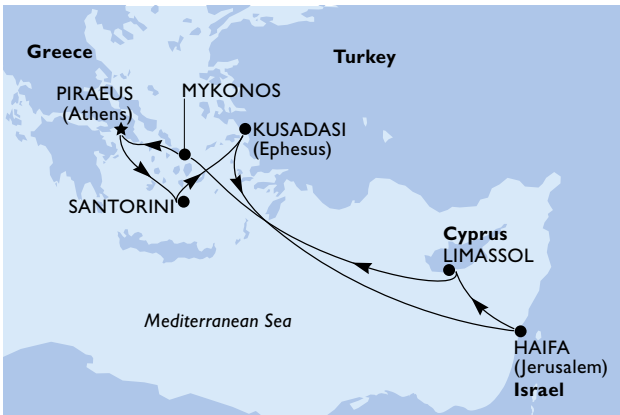 Greece
Turkey
PIRAEUS
(Athens)
MYKONOS
KUSADASI
(Ephesus)
SANTORINI
Cyprus
LIMASSOL
Mediterranean Sea
HAIFA
(Jerusalem)
Israel